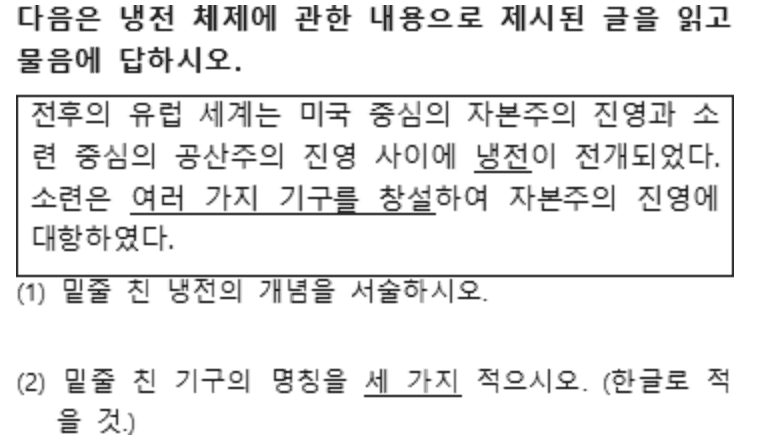 다음은 냉전 체제에 관한 내용으로 제시된 글을 읽고
물음에 답하시오.
전후의 유럽 세계는 미국 중심의 자본주의 진영과 소
련 중심의 공산주의 진영 사이에 냉전이 전개되었다.
소련은 여러 가지 기구를 창설하여 자본주의 진영에
대항하였다.
(1) 밑줄 친 냉전의 개념을 서술하시오.
(2) 밑줄 친 기구의 명칭을 세 가지 적으시오. (한글로 적
을 것.)